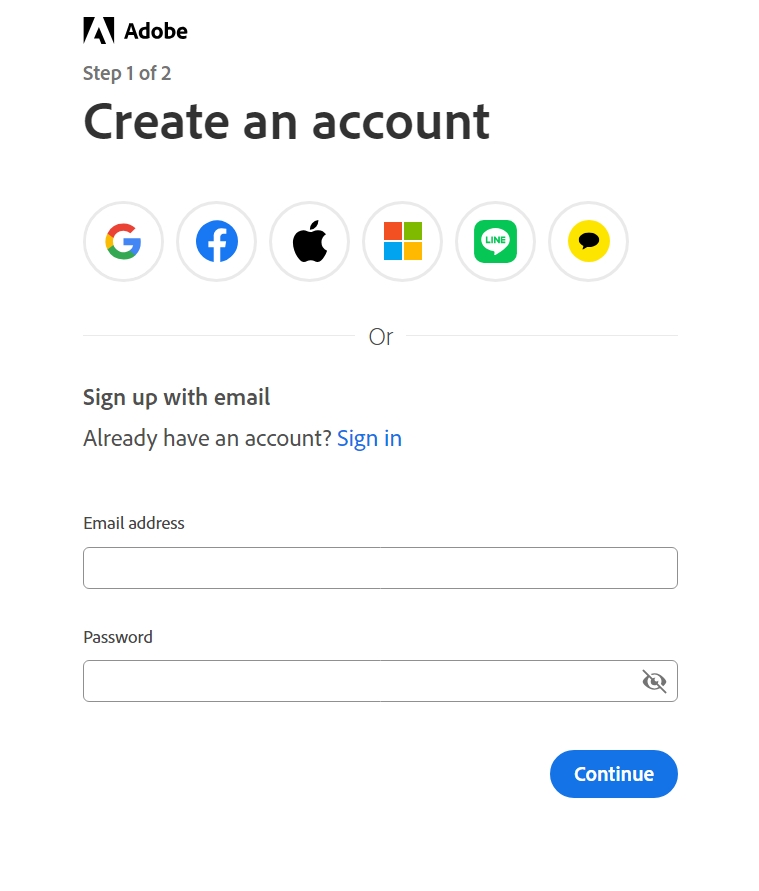 Adobe
Step 1 of 2
Create an account
LINE
Or
Sign up with email
Already have an account? Sign in
Email address
Password
Continue